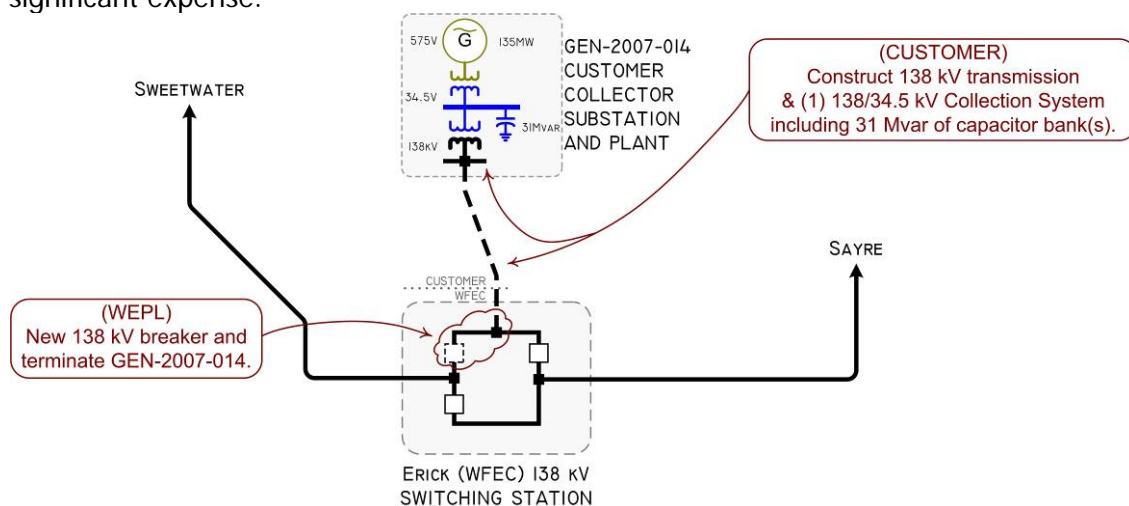 significant expense.
575V
G
135MW
34.5V
31MVAR
138KV
GEN-2007-014
CUSTOMER
COLLECTOR
SUBSTATION
AND PLANT
(CUSTOMER)
Construct 138 kV transmission
& (1) 138/34.5 kV Collection System
including 31 Mvar of capacitor bank(s).
SWEETWATER
SAYRE
CUSTOMER
WFEC
(WEPL)
New 138 kV breaker and
terminate GEN-2007-014.
ERICK (WFEC) 138 KV
SWITCHING STATION